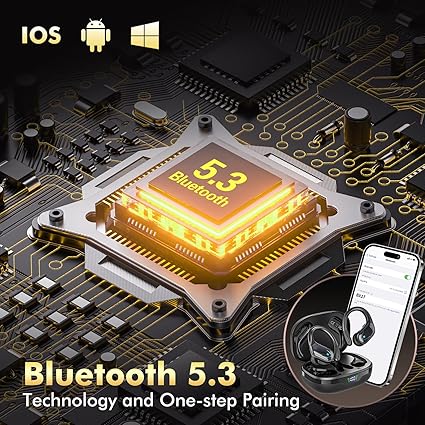 IOS
5.3
Bluetooth
Bluetooth 5.3
Technology and One-step Pairing